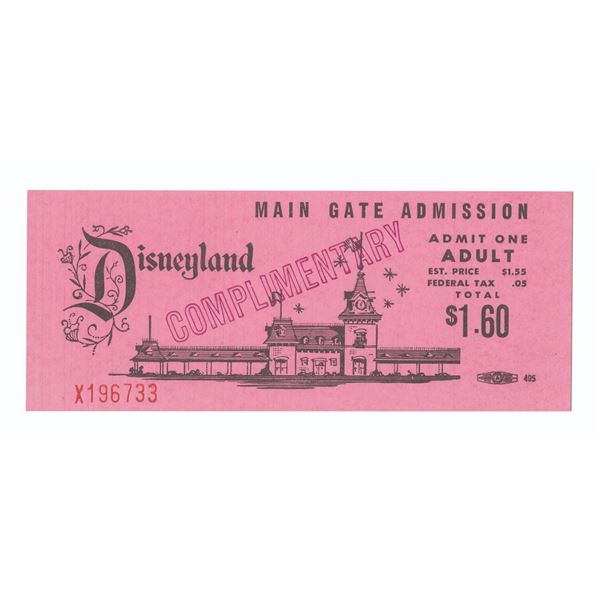 MAIN GATE ADMISSION
Disneyland
COMPLIMENTARY
ADMIT ONE
ADULT
EST. PRICE $1.55
FEDERAL TAX .05
TOTAL
$1.60
X196733
495